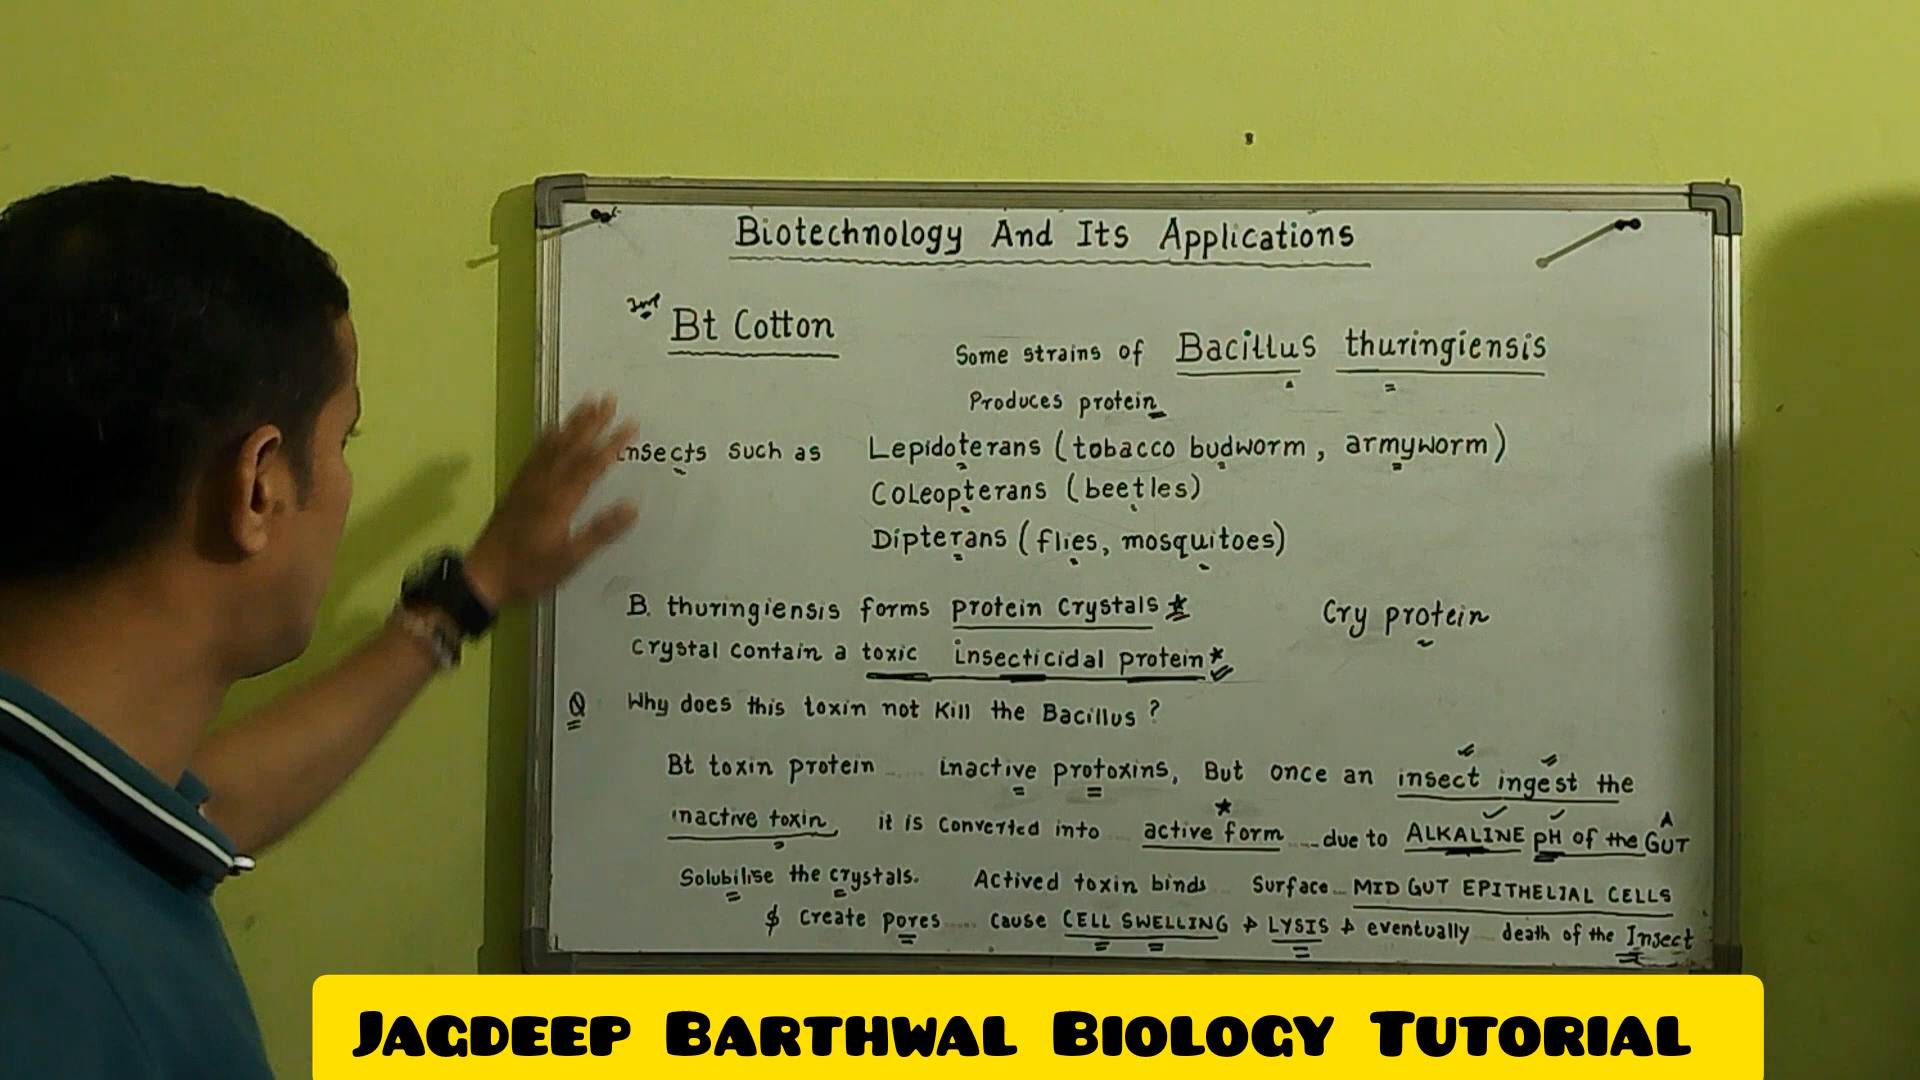 Biotechnology And Its Applications
Imp
Bt Cotton
Some strains of Bacillus thuringiensis
Produces protein
Insects such as Lepidoterans (tobacco budworm, armyworm)
Coleopterans (beetles)
Dipterans (flies, mosquitoes)
B. thuringiensis forms protein crystals Cry protein
Crystal contain a toxic insecticidal protein
Q Why does this toxin not kill the Bacillus?
Bt toxin protein .... inactive protoxins, But once an insect ingest the
inactive toxin it is converted into .... active form .... due to ALKALINE pH of the GUT
Solubilise the crystals. Actived toxin binds .. Surface .. MID GUT EPITHELIAL CELLS
& create pores .... cause CELL SWELLING & LYSIS & eventually .. death of the Insect
JAGDEEP BARTHWAL BIOLOGY TUTORIAL